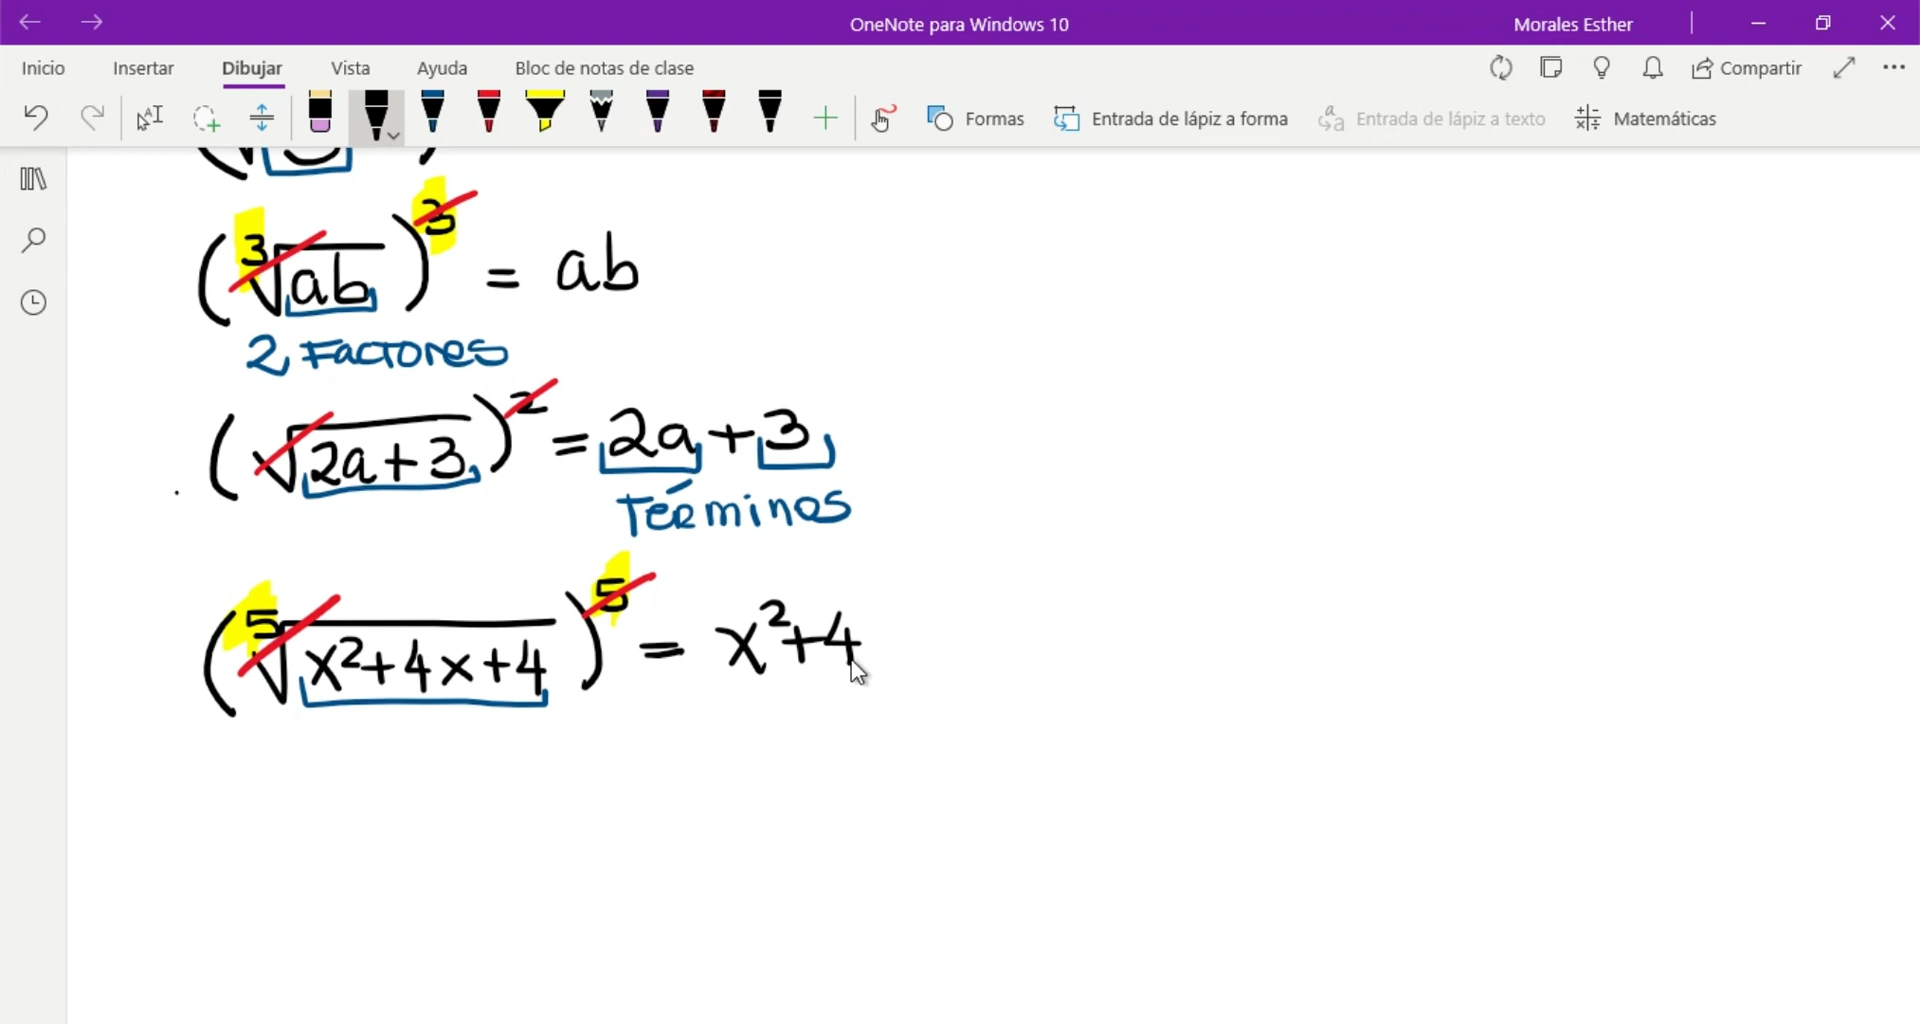 OneNote para Windows 10
Morales Esther
Inicio Insertar Dibujar Vista Ayuda Bloc de notas de clase Compartir
Formas Entrada de lápiz a forma Entrada de lápiz a texto Matemáticas
(∛ab)³ = ab
2 Factores
(√2a+3)² = 2a+3
Términos
(⁵√x²+4x+4)⁵ = x²+4